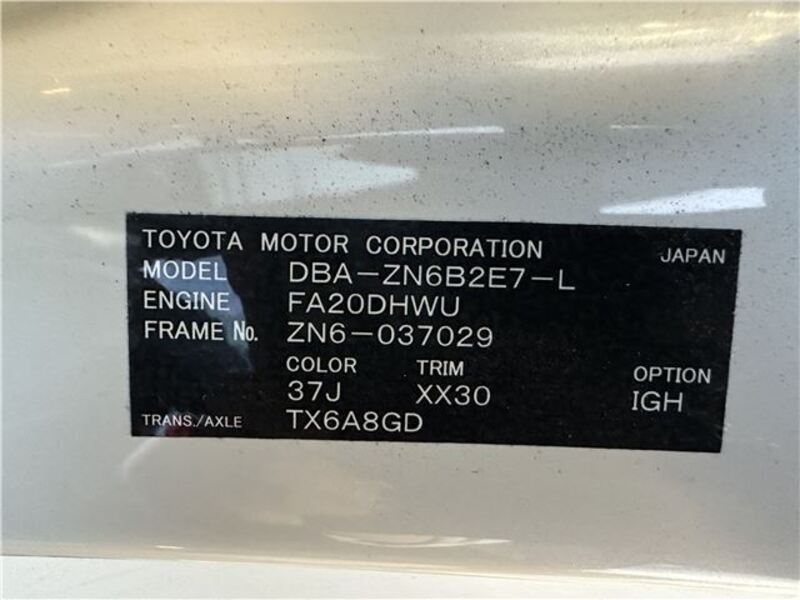 TOYOTA MOTOR CORPORATION JAPAN
MODEL DBA-ZN6B2E7-L
ENGINE FA20DHWU
FRAME No. ZN6-037029
COLOR TRIM OPTION
37J XX30 IGH
TRANS./AXLE TX6A8GD